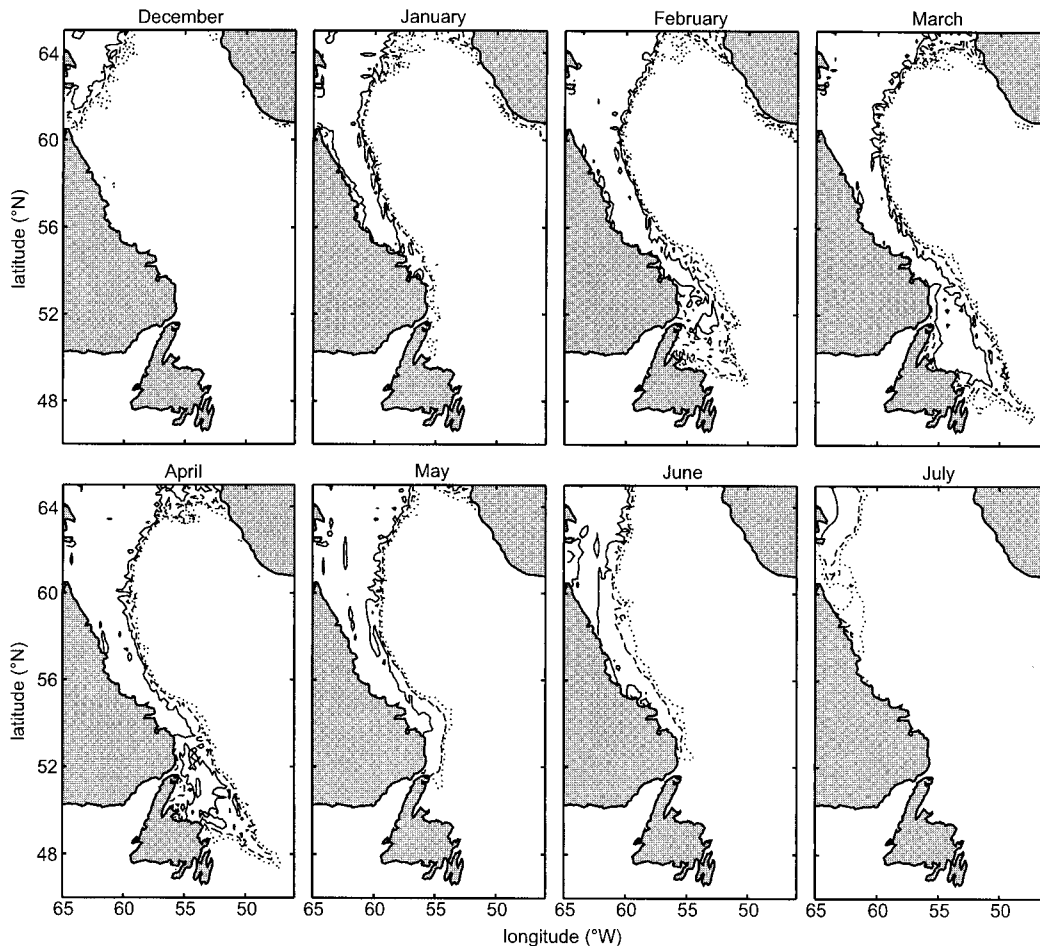 December January February March
64
60
56
52
48
latitude (°N)
April May June July
64
60
56
52
48
latitude (°N)
65 60 55 50 65 60 55 50 65 60 55 50 65 60 55 50
longitude (°W)